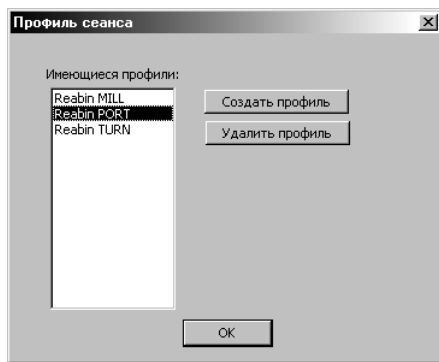 Профиль сеанса
Имеющиеся профили:
Reabin MILL
Reabin PORT
Reabin TURN
Создать профиль
Удалить профиль
OK